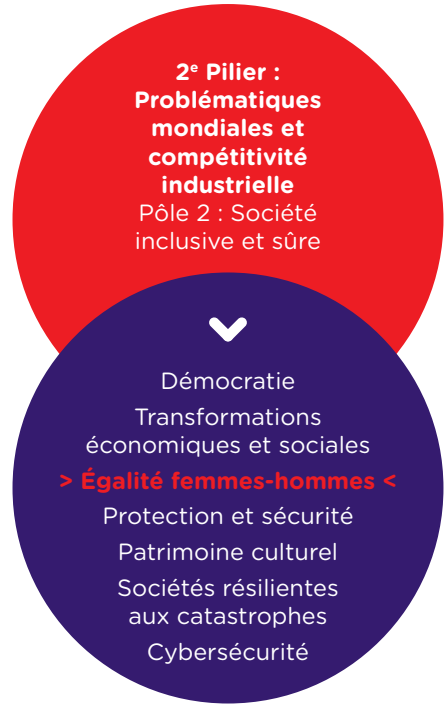 2e Pilier :
Problématiques
mondiales et
compétitivité
industrielle
Pôle 2 : Société
inclusive et sûre
Démocratie
Transformations
économiques et sociales
> Égalité femmes-hommes <
Protection et sécurité
Patrimoine culturel
Sociétés résilientes
aux catastrophes
Cybersécurité